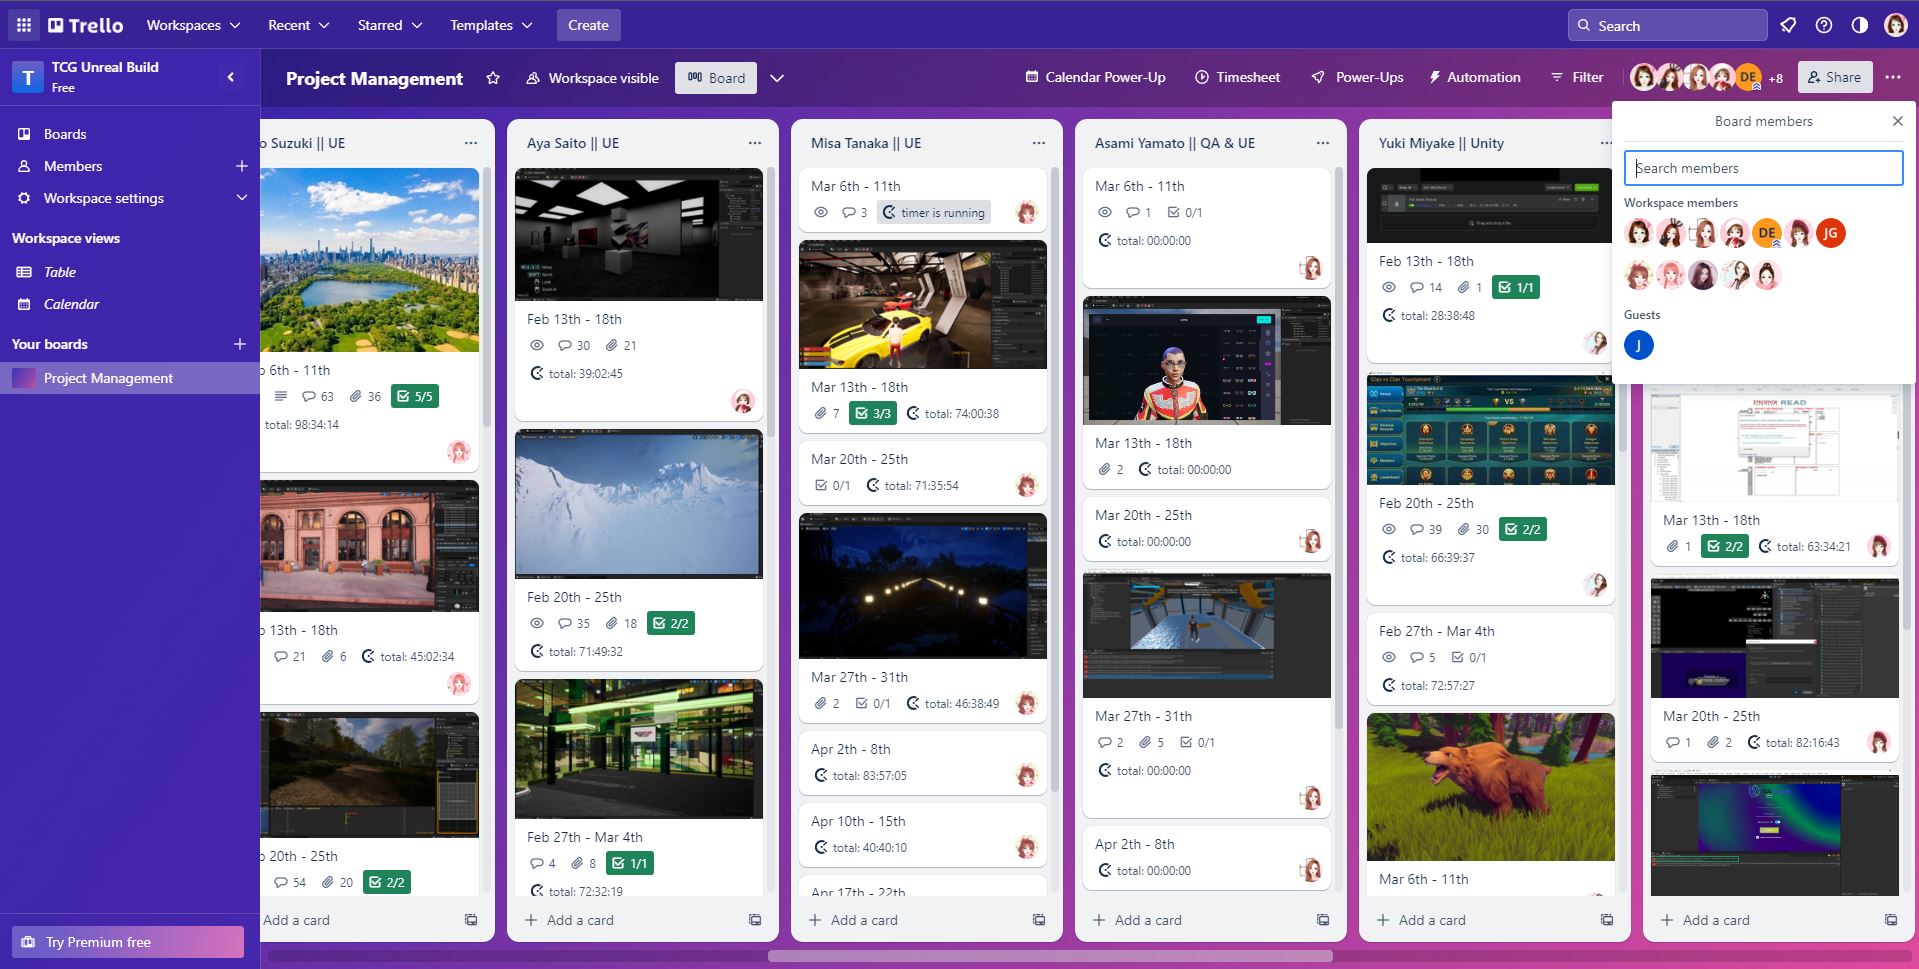 Trello
Workspaces
Recent
Starred
Templates
Create
Search
T
TCG Unreal Build
Free
Boards
Members
Workspace settings
Workspace views
Table
Calendar
Your boards
Project Management
Try Premium free
Project Management
Workspace visible
Board
Calendar Power-Up
Timesheet
Power-Ups
Automation
Filter
DE
+8
Share
o Suzuki || UE
6th - 11th
63 36 5/5
total: 98:34:14
13th - 18th
21 6 total: 45:02:34
20th - 25th
54 20 2/2
Add a card
Aya Saito || UE
Feb 13th - 18th
30 21
total: 39:02:45
Feb 20th - 25th
35 18 2/2
total: 71:49:32
Feb 27th - Mar 4th
4 8 1/1
total: 72:32:19
Add a card
Misa Tanaka || UE
Mar 6th - 11th
3 timer is running
Mar 13th - 18th
7 3/3 total: 74:00:38
Mar 20th - 25th
0/1 total: 71:35:54
Mar 27th - 31th
2 0/1 total: 46:38:49
Apr 2th - 8th
total: 83:57:05
Apr 10th - 15th
total: 40:40:10
Apr 17th - 22th
Add a card
Asami Yamato || QA & UE
Mar 6th - 11th
1 0/1
total: 00:00:00
Mar 13th - 18th
2 total: 00:00:00
Mar 20th - 25th
total: 00:00:00
Mar 27th - 31th
2 5 0/1
total: 00:00:00
Apr 2th - 8th
total: 00:00:00
Add a card
Yuki Miyake || Unity
Feb 13th - 18th
14 1 1/1
total: 28:38:48
Clan vs Clan Tournament
VS
Feb 20th - 25th
39 30 2/2
total: 66:39:37
Feb 27th - Mar 4th
5 0/1
total: 72:57:27
Mar 6th - 11th
Add a card
Board members
Search members
Workspace members
DE
JG
Guests
J
READ
Mar 13th - 18th
1 2/2 total: 63:34:21
Mar 20th - 25th
1 2 total: 82:16:43
Add a card